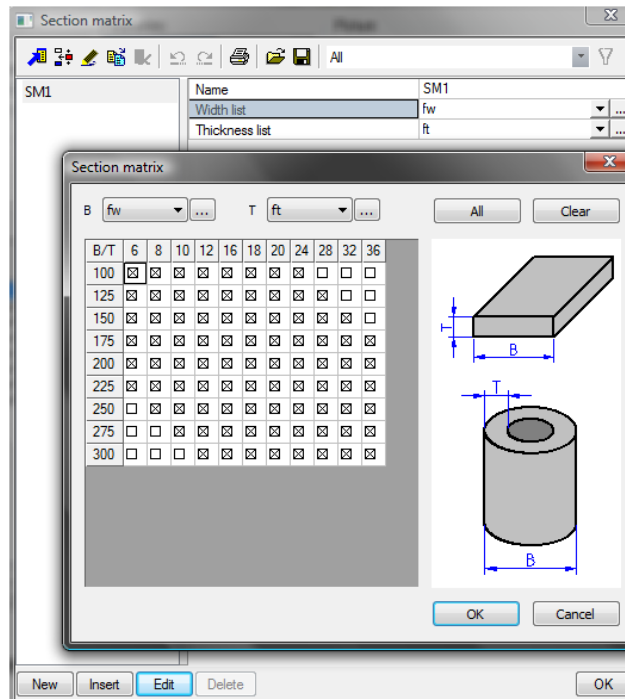 Section matrix
All
SM1
Name SM1
Width list fw ...
Thickness list ft ...
Section matrix
B fw ... T ft ... All Clear
B/T 6 8 10 12 16 18 20 24 28 32 36
100
125
150
175
200
225
250
275
300
T
B
T
B
OK Cancel
New Insert Edit Delete OK